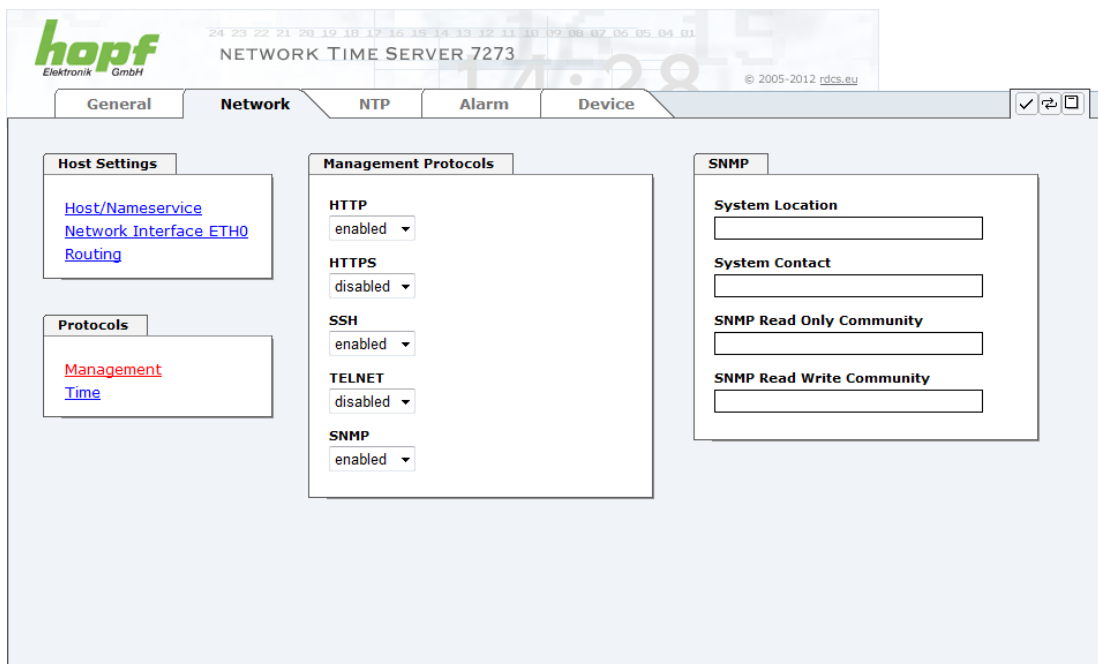 hopf
Elektronik GmbH
24 23 22 21 20 19 18 17 16 15 14 13 12 11 10 09 08 07 06 05 04 01
NETWORK TIME SERVER 7273
14:28
© 2005-2012 rdcs.eu
General
Network
NTP
Alarm
Device
Host Settings
Host/Nameservice
Network Interface ETH0
Routing
Protocols
Management
Time
Management Protocols
HTTP
enabled
HTTPS
disabled
SSH
enabled
TELNET
disabled
SNMP
enabled
SNMP
System Location
System Contact
SNMP Read Only Community
SNMP Read Write Community